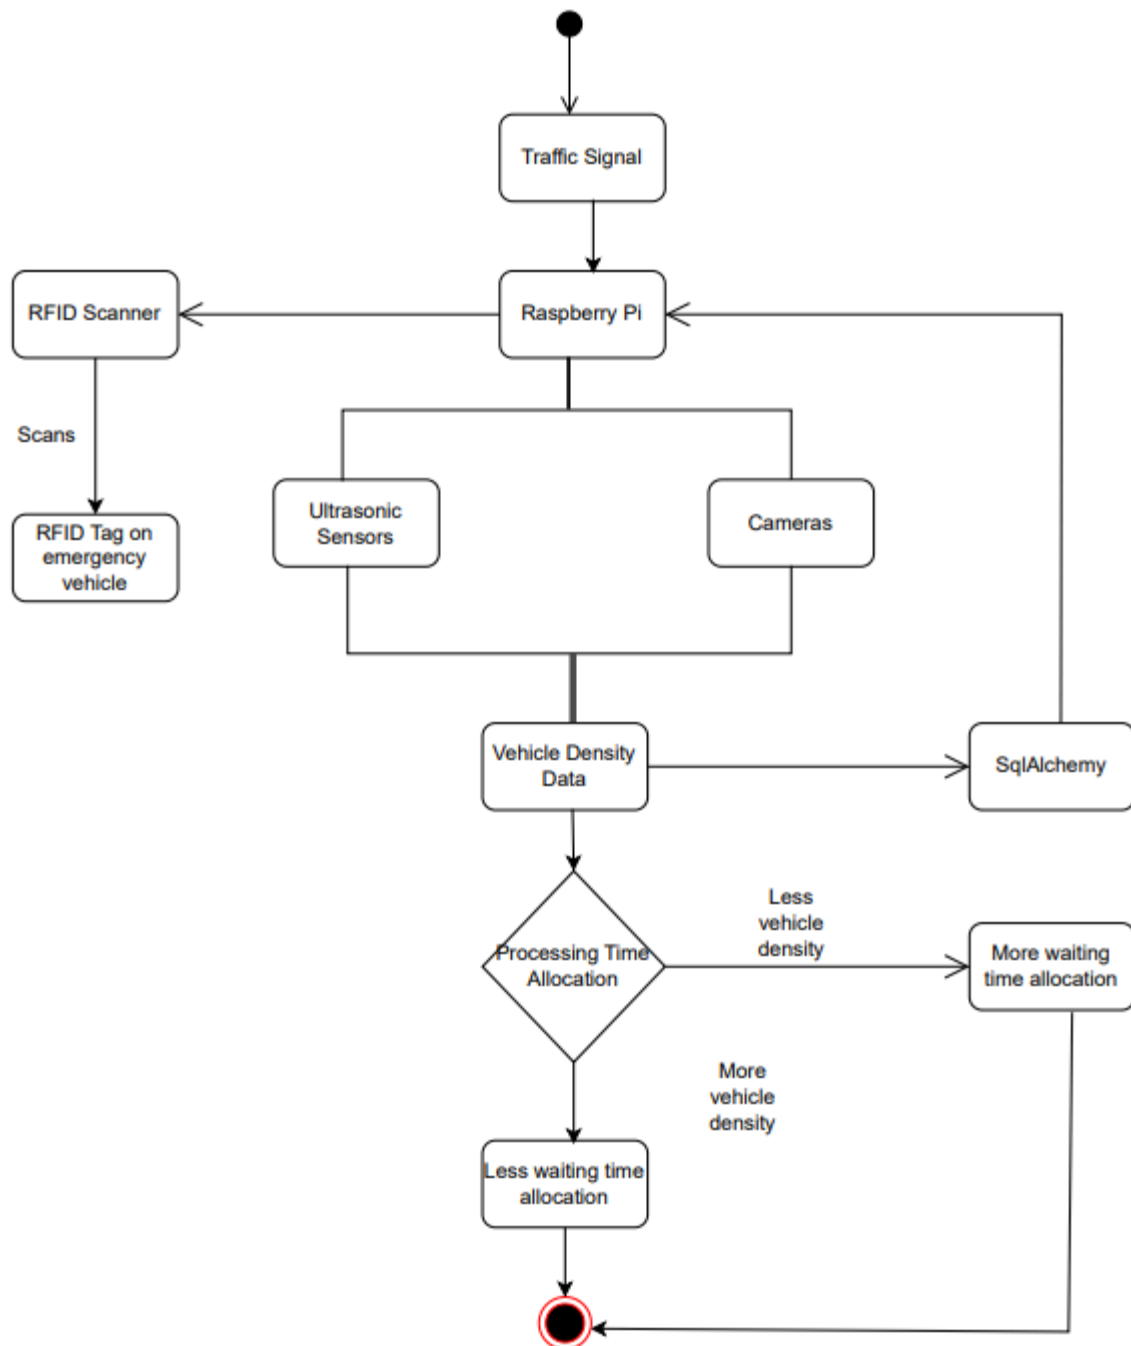 Traffic Signal
RFID Scanner
Raspberry Pi
Scans
RFID Tag on
emergency
vehicle
Ultrasonic
Sensors
Cameras
Vehicle Density
Data
SqlAlchemy
Processing Time
Allocation
Less
vehicle
density
More waiting
time allocation
More
vehicle
density
Less waiting time
allocation